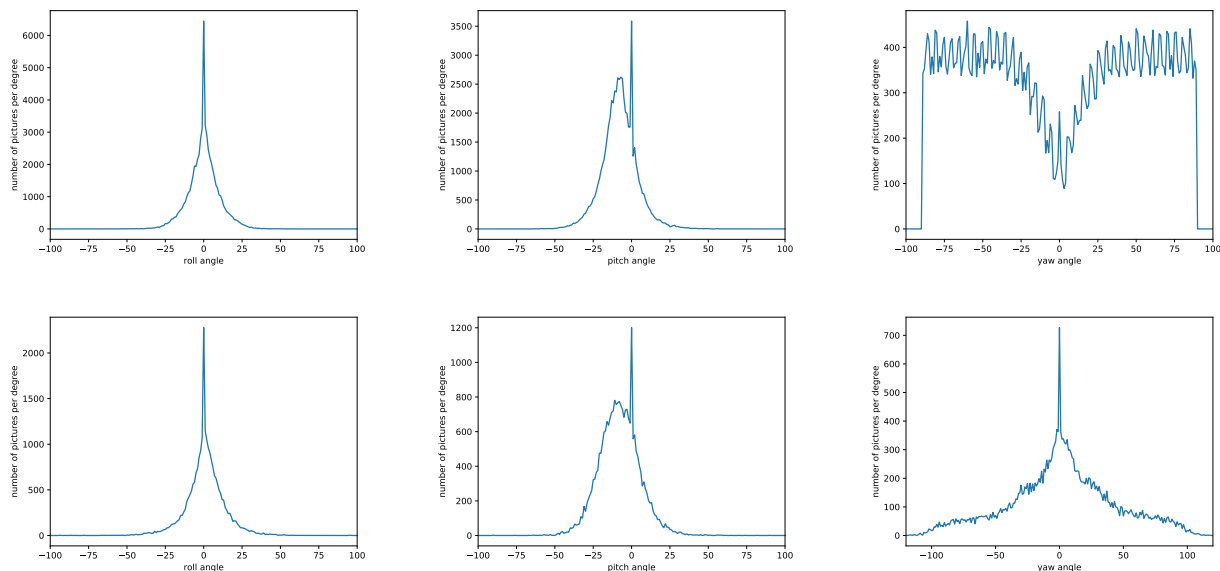 number of pictures per degree
6000
5000
4000
3000
2000
1000
0
−100 −75 −50 −25 0 25 50 75 100
roll angle
number of pictures per degree
3500
3000
2500
2000
1500
1000
500
0
−100 −75 −50 −25 0 25 50 75 100
pitch angle
number of pictures per degree
400
300
200
100
0
−100 −75 −50 −25 0 25 50 75 100
yaw angle
number of pictures per degree
2000
1500
1000
500
0
−100 −75 −50 −25 0 25 50 75 100
roll angle
number of pictures per degree
1200
1000
800
600
400
200
0
−100 −75 −50 −25 0 25 50 75 100
pitch angle
number of pictures per degree
700
600
500
400
300
200
100
0
−100 −50 0 50 100
yaw angle